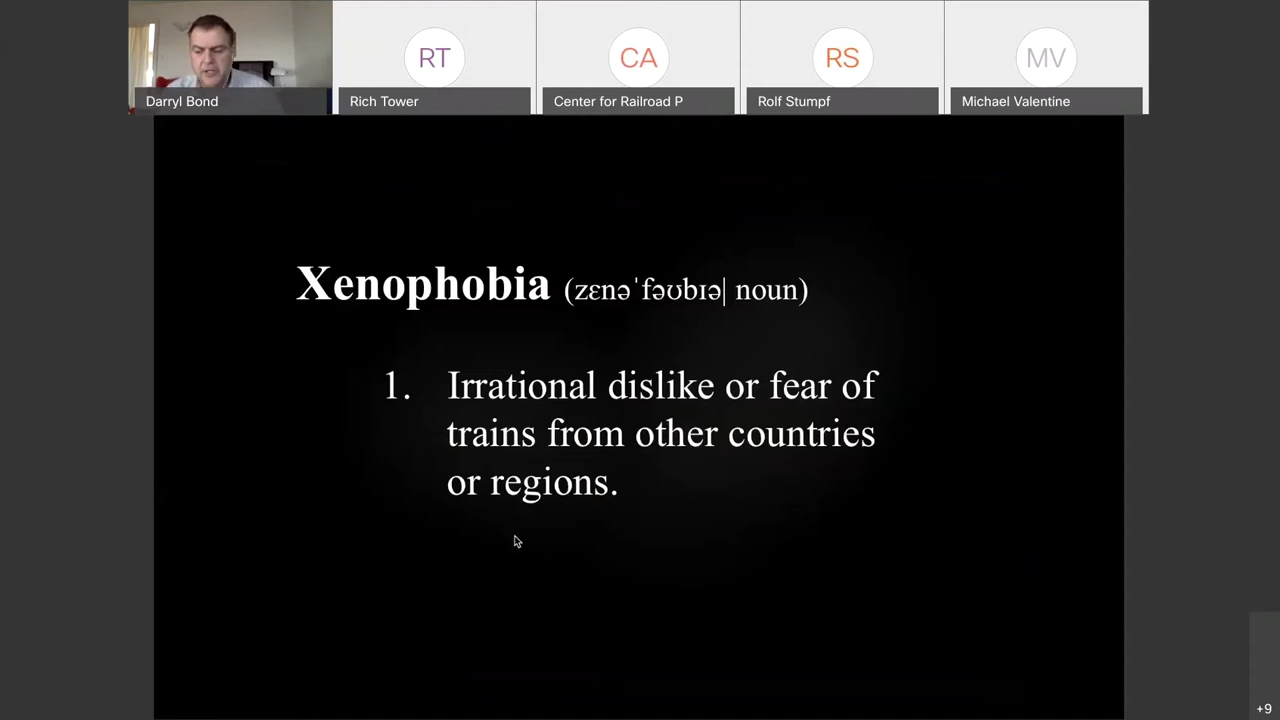 RT
CA
RS
MV
Darryl Bond
Rich Tower
Center for Railroad P
Rolf Stumpf
Michael Valentine
Xenophobia (zɛnəˈfəʊbɪə| noun)
1. Irrational dislike or fear of
trains from other countries
or regions.
+9